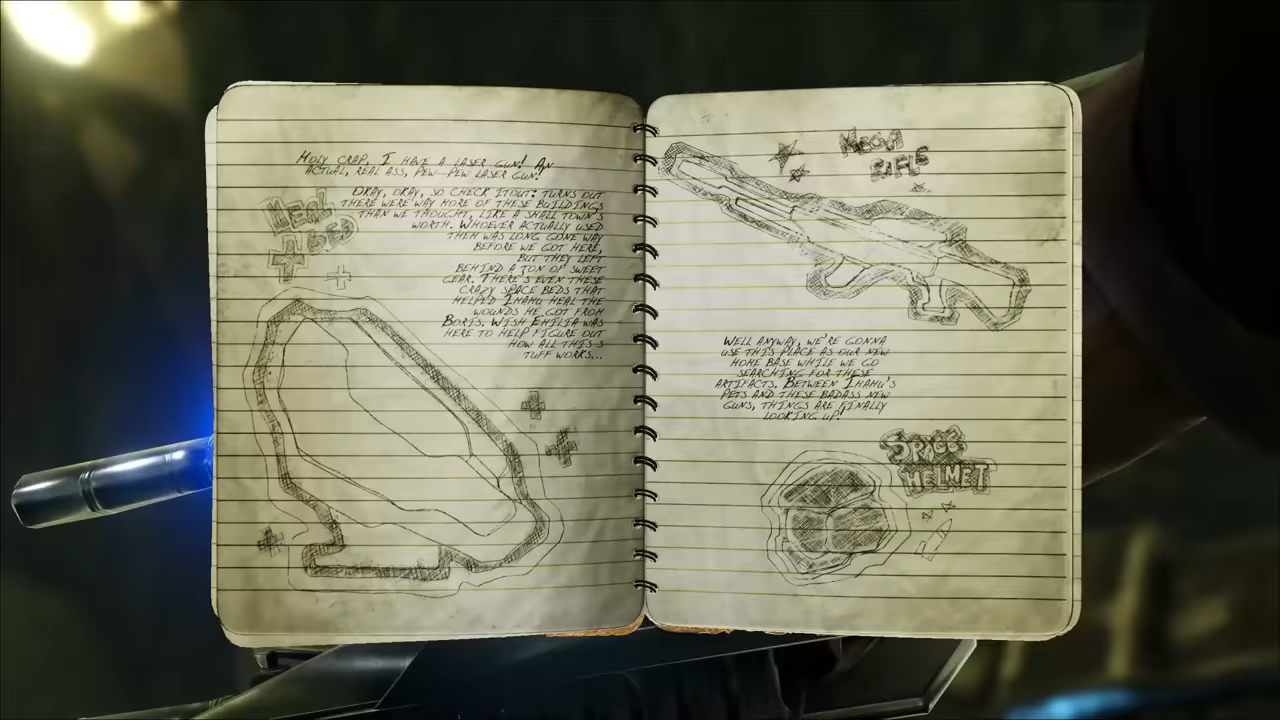 HOLY CRAP, I HAVE A LASER GUN! AN
ACTUAL, REAL ASS, PEW-PEW LASER GUN!
OKAY, OKAY, SO CHECK IT OUT: TURNS OUT
THERE WERE WAY MORE OF THESE BUILDINGS
THAN WE THOUGHT, LIKE A SMALL TOWN'S
WORTH. WHOEVER ACTUALLY USED
THEM WAS LONG GONE WAY
BEFORE WE GOT HERE,
BUT THEY LEFT
BEHIND A TON OF SWEET
GEAR. THERE'S EVEN THESE
CRAZY SPACE BEDS THAT
HELPED IMAMU HEAL THE
WOUNDS HE GOT FROM
BORIS. WISH EMILIA WAS
HERE TO HELP FIGURE OUT
HOW ALL THIS S
TUFF WORKS...
HEAL
BED
MEGA
RIFLE
WELL ANYWAY, WE'RE GONNA
USE THIS PLACE AS OUR NEW
HOME BASE WHILE WE GO
SEARCHING FOR THESE
ARTIFACTS. BETWEEN IMAMU'S
PETS AND THESE BADASS NEW
GUNS, THINGS ARE FINALLY
LOOKING UP!
SPACE
HELMET